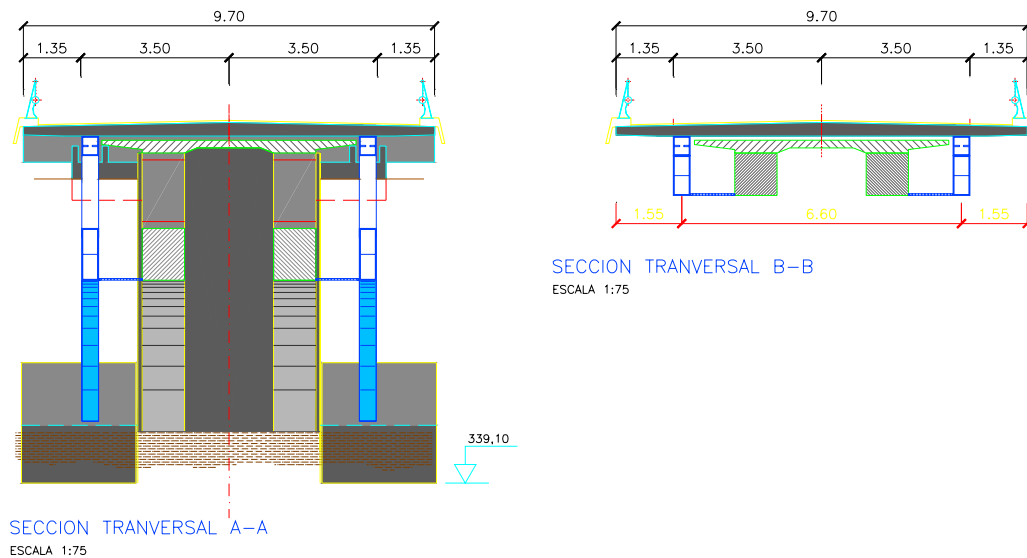 9.70
1.35 3.50 3.50 1.35
339,10
SECCION TRANVERSAL A-A
ESCALA 1:75
9.70
1.35 3.50 3.50 1.35
1.55 6.60 1.55
SECCION TRANVERSAL B-B
ESCALA 1:75